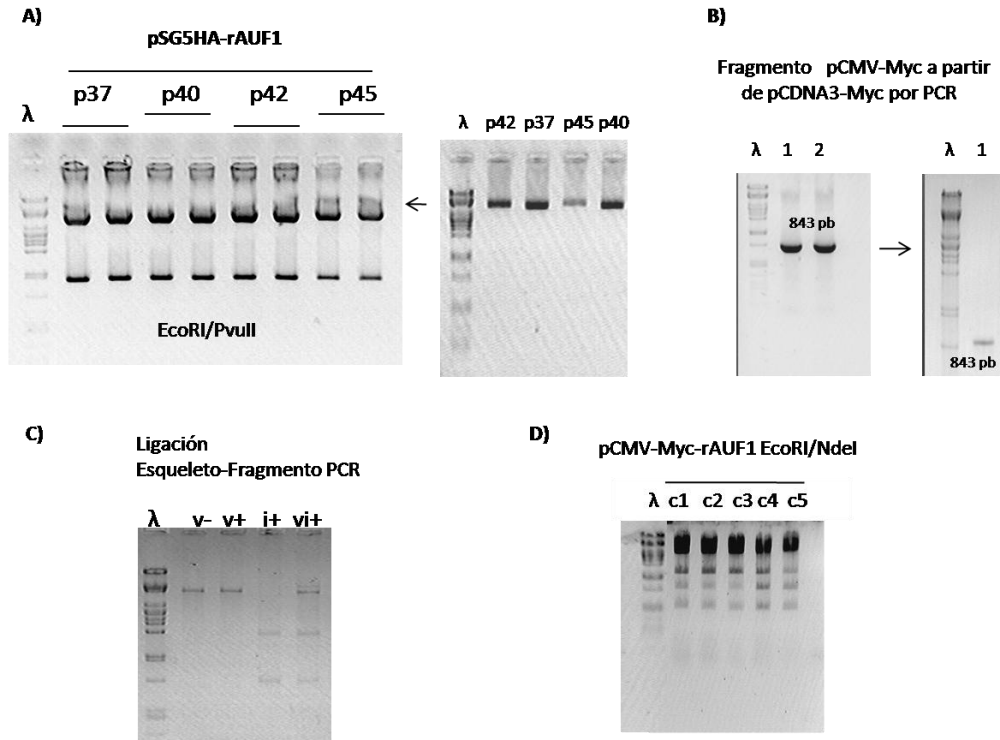 A)
pSG5HA-rAUF1
p37 p40 p42 p45
λ
EcoRI/PvuII
λ p42 p37 p45 p40
B)
Fragmento pCMV-Myc a partir
de pCDNA3-Myc por PCR
λ 1 2
843 pb
λ 1
843 pb
C)
Ligación
Esqueleto-Fragmento PCR
λ v- v+ i+ vi+
D)
pCMV-Myc-rAUF1 EcoRI/NdeI
λ c1 c2 c3 c4 c5